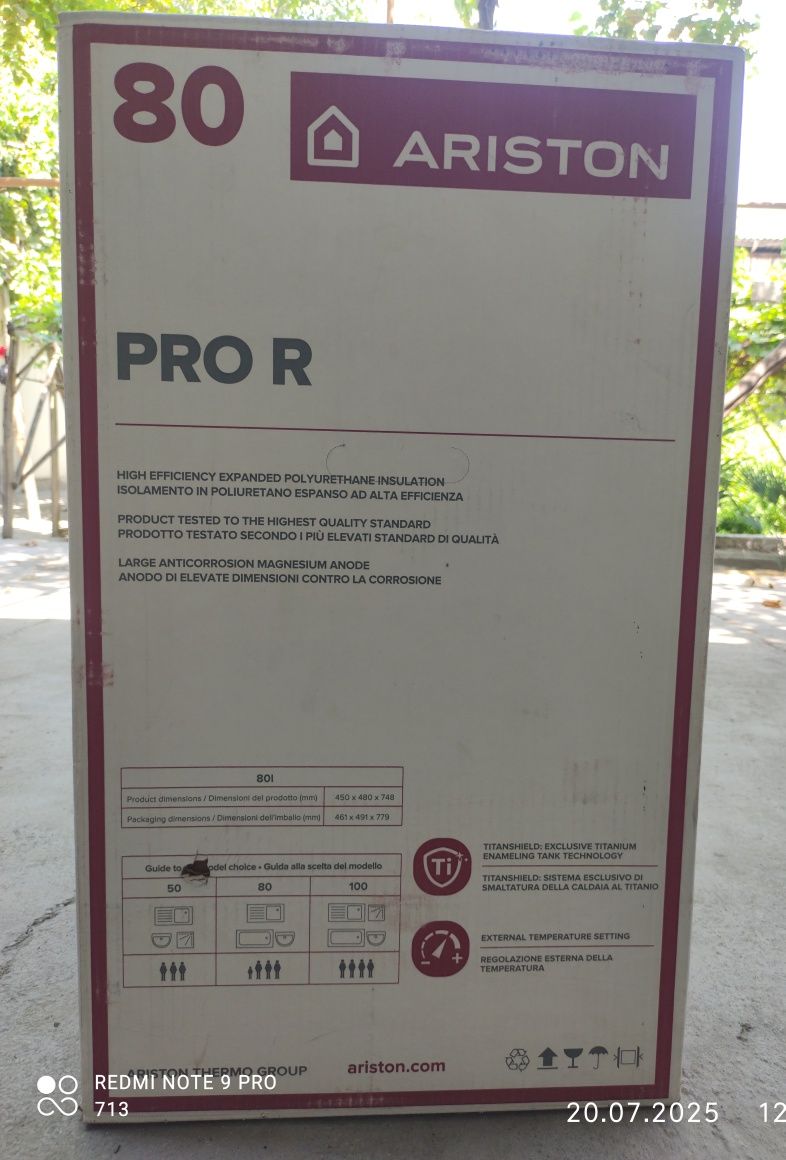 80
ARISTON
PRO R
HIGH EFFICIENCY EXPANDED POLYURETHANE INSULATION
ISOLAMENTO IN POLIURETANO ESPANSO AD ALTA EFFICIENZA
PRODUCT TESTED TO THE HIGHEST QUALITY STANDARD
PRODOTTO TESTATO SECONDO I PIÙ ELEVATI STANDARD DI QUALITÀ
LARGE ANTICORROSION MAGNESIUM ANODE
ANODO DI ELEVATE DIMENSIONI CONTRO LA CORROSIONE
80l
Product dimensions / Dimensioni del prodotto (mm) 450 x 480 x 748
Packaging dimensions / Dimensioni dell'imballo (mm) 461 x 491 x 779
Guide to choice • Guida alla scelta del modello
50 80 100
Ti
TITANSHIELD: EXCLUSIVE TITANIUM
ENAMELING TANK TECHNOLOGY
TITANSHIELD: SISTEMA ESCLUSIVO DI
SMALTATURA DELLA CALDAIA AL TITANIO
EXTERNAL TEMPERATURE SETTING
REGOLAZIONE ESTERNA DELLA
TEMPERATURA
ARISTON THERMO GROUP
ariston.com
REDMI NOTE 9 PRO
713
20.07.2025 12